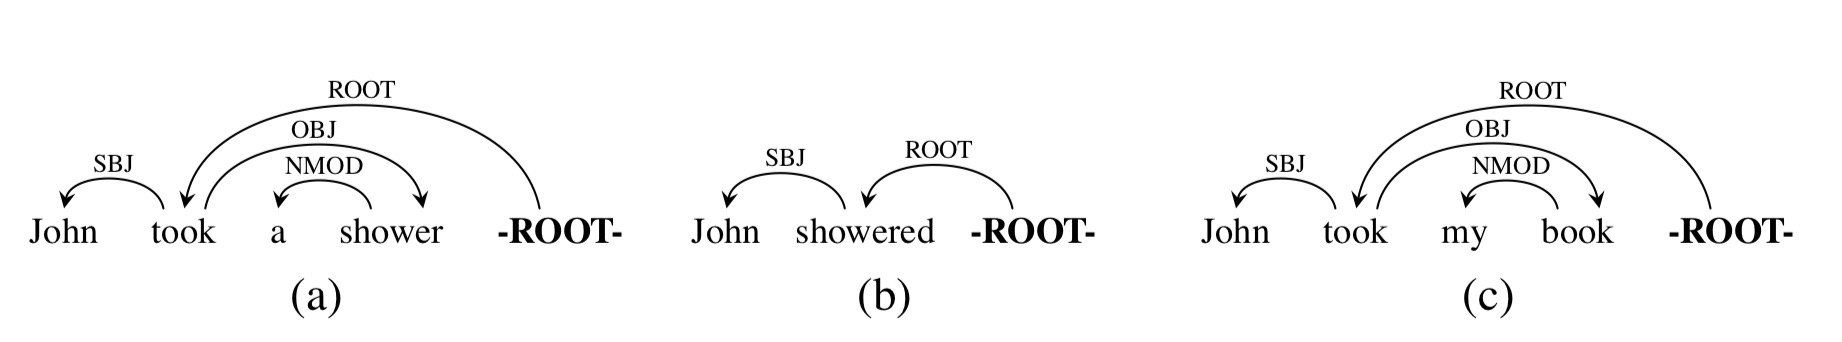 ROOT
OBJ
SBJ NMOD
John took a shower -ROOT-
(a)
SBJ ROOT
John showered -ROOT-
(b)
ROOT
OBJ
SBJ NMOD
John took my book -ROOT-
(c)